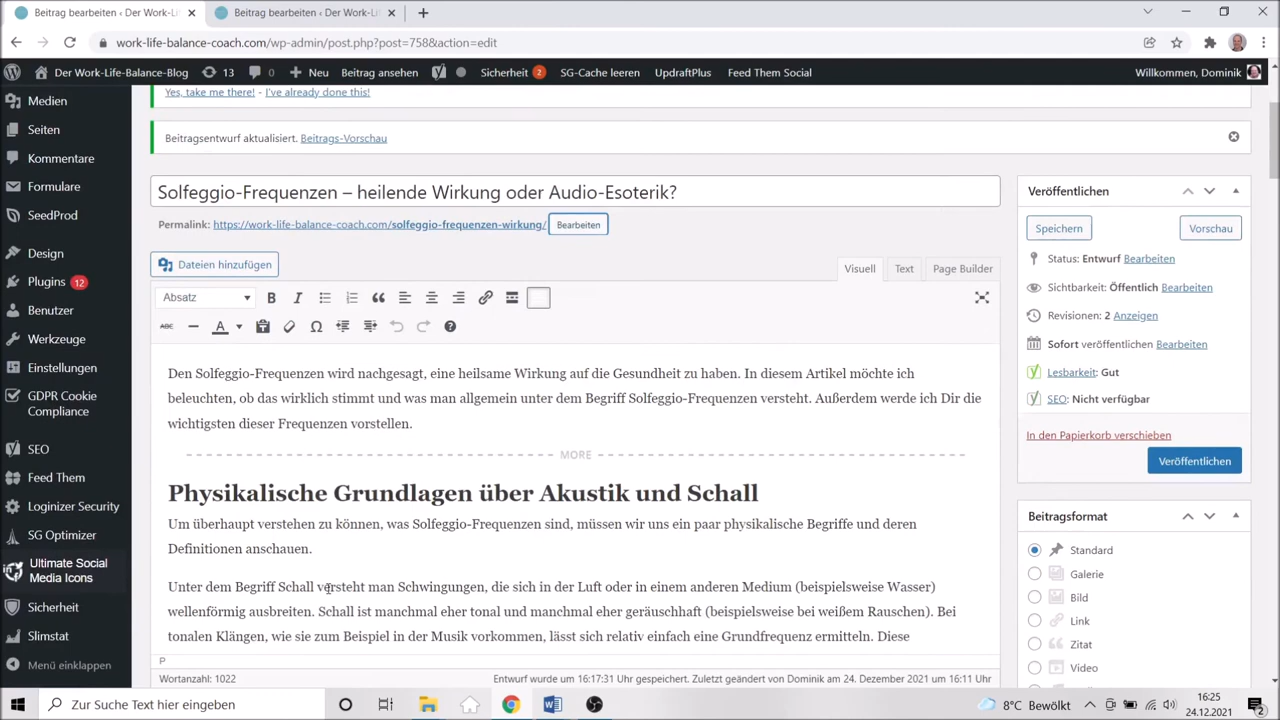 Beitrag bearbeiten ‹ Der Work-Li
Beitrag bearbeiten ‹ Der Work-Li
work-life-balance-coach.com/wp-admin/post.php?post=7588&action=edit
Der Work-Life-Balance-Blog 13 0 Neu Beitrag ansehen Sicherheit 2 SG-Cache leeren UpdraftPlus Feed Them Social Willkommen, Dominik
Medien
Seiten
Kommentare
Formulare
SeedProd
Design
Plugins 12
Benutzer
Werkzeuge
Einstellungen
GDPR Cookie
Compliance
SEO
Feed Them
Loginizer Security
SG Optimizer
Ultimate Social
Media Icons
Sicherheit
Slimstat
Menü einklappen
Yes, take me there! - I've already done this!
Beitragsentwurf aktualisiert. Beitrags-Vorschau
Solfeggio-Frequenzen – heilende Wirkung oder Audio-Esoterik?
Permalink: https://work-life-balance-coach.com/solfeggio-frequenzen-wirkung/ Bearbeiten
Dateien hinzufügen
Visuell Text Page Builder
Absatz B I
ABC A
Den Solfeggio-Frequenzen wird nachgesagt, eine heilsame Wirkung auf die Gesundheit zu haben. In diesem Artikel möchte ich
beleuchten, ob das wirklich stimmt und was man allgemein unter dem Begriff Solfeggio-Frequenzen versteht. Außerdem werde ich Dir die
wichtigsten dieser Frequenzen vorstellen.
MORE
Physikalische Grundlagen über Akustik und Schall
Um überhaupt verstehen zu können, was Solfeggio-Frequenzen sind, müssen wir uns ein paar physikalische Begriffe und deren
Definitionen anschauen.
Unter dem Begriff Schall versteht man Schwingungen, die sich in der Luft oder in einem anderen Medium (beispielsweise Wasser)
wellenförmig ausbreiten. Schall ist manchmal eher tonal und manchmal eher geräuschhaft (beispielsweise bei weißem Rauschen). Bei
tonalen Klängen, wie sie zum Beispiel in der Musik vorkommen, lässt sich relativ einfach eine Grundfrequenz ermitteln. Diese
P
Wortanzahl: 1022 Entwurf wurde um 16:17:31 Uhr gespeichert. Zuletzt geändert von Dominik am 24. Dezember 2021 um 16:11 Uhr
Veröffentlichen
Speichern Vorschau
Status: Entwurf Bearbeiten
Sichtbarkeit: Öffentlich Bearbeiten
Revisionen: 2 Anzeigen
Sofort veröffentlichen Bearbeiten
Lesbarkeit: Gut
SEO: Nicht verfügbar
In den Papierkorb verschieben
Veröffentlichen
Beitragsformat
Standard
Galerie
Bild
Link
Zitat
Video
Zur Suche Text hier eingeben
8°C Bewölkt
16:25
24.12.2021
2